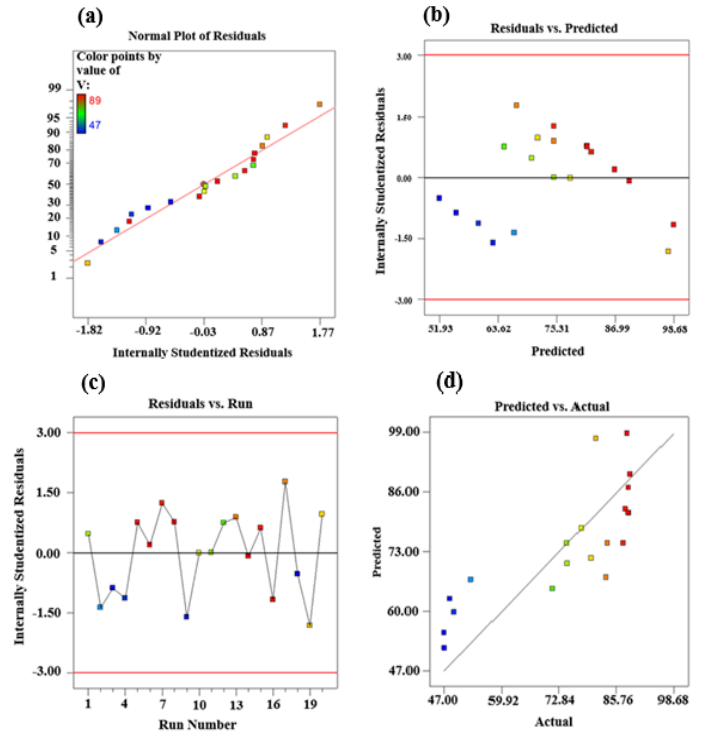 (a)
Normal Plot of Residuals
Color points by
value of
V:
89
47
99
95
90
80
70
50
30
20
10
5
1
-1.82 -0.92 -0.03 0.87 1.77
Internally Studentized Residuals
(b)
Residuals vs. Predicted
Internally Studentized Residuals
3.00
1.50
0.00
-1.50
-3.00
51.93 63.62 75.31 86.99 98.68
Predicted
(c)
Residuals vs. Run
Internally Studentized Residuals
3.00
1.50
0.00
-1.50
-3.00
1 4 7 10 13 16 19
Run Number
(d)
Predicted vs. Actual
Predicted
99.00
86.00
73.00
60.00
47.00
47.00 59.92 72.84 85.76 98.68
Actual